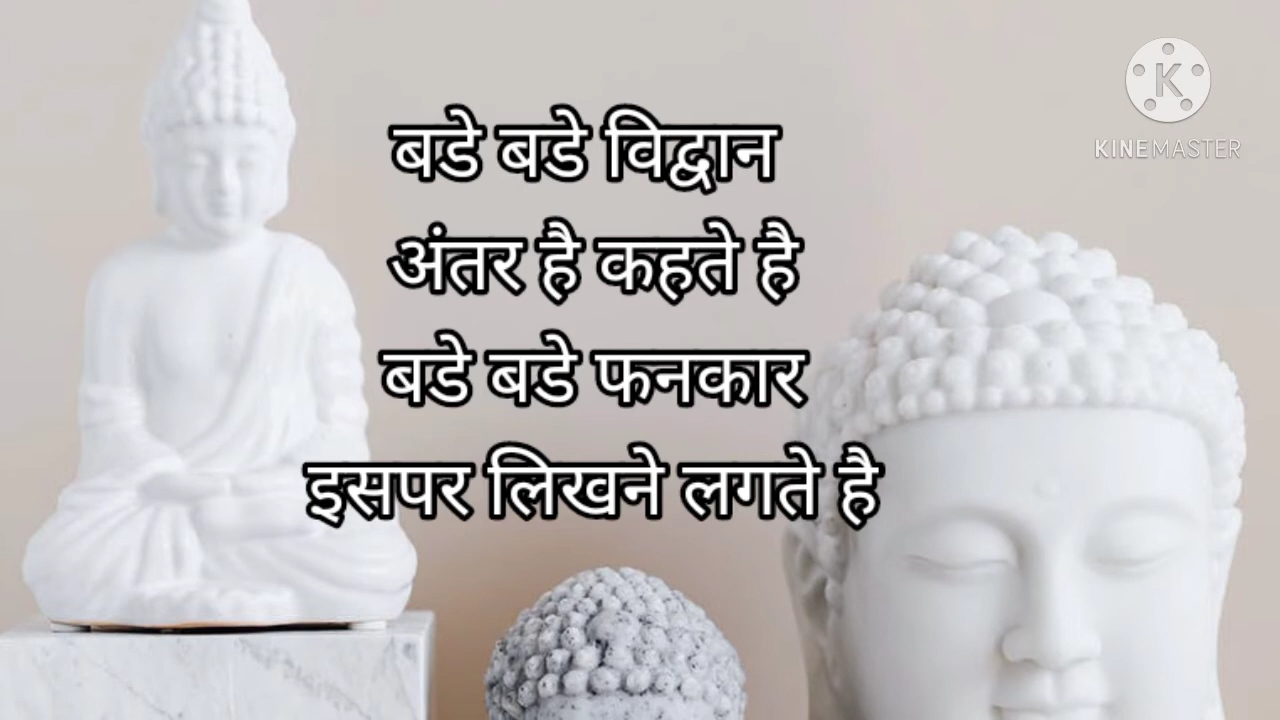 बडे बडे विद्वान
अंतर है कहते है
बडे बडे फनकार
इसपर लिखने लगते है
K
KINEMASTER